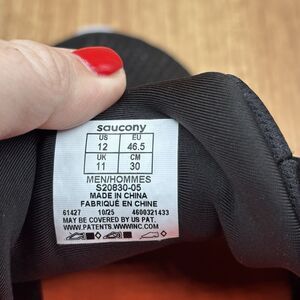 saucony
US EU
12 46.5
UK CM
11 30
MEN/HOMMES
S20830-05
MADE IN CHINA
FABRIQUÉ EN CHINE
61427 10/25 4600321433
MAY BE COVERED BY US PAT.
WWW.PATENTS.WWWINC.COM